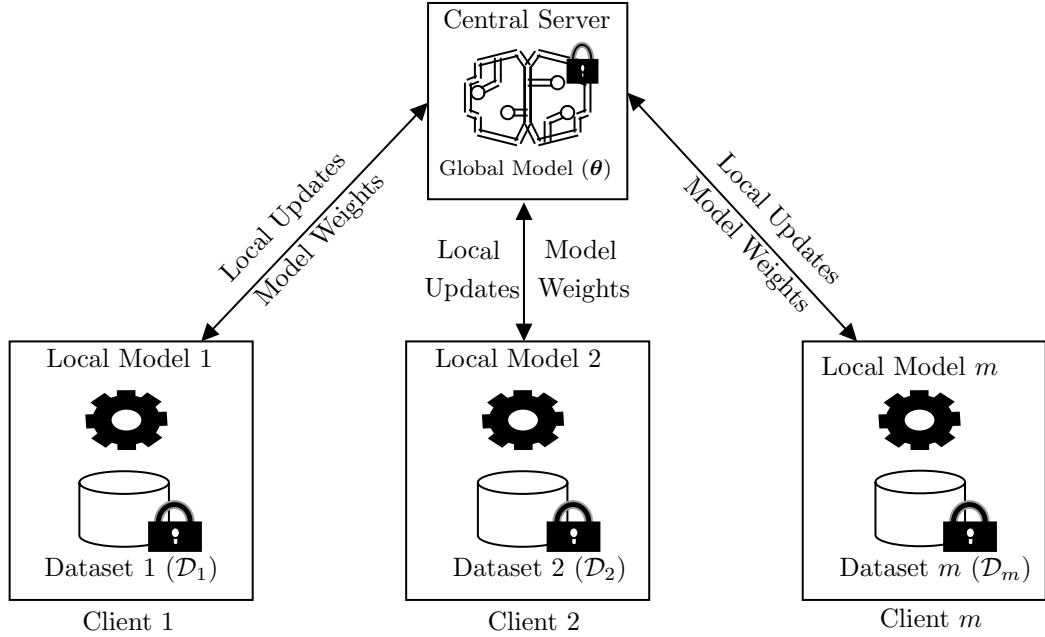 Central Server
Global Model (θ)
Local Updates
Model Weights
Local
Updates
Model
Weights
Local Updates
Model Weights
Local Model 1
Dataset 1 (𝒟₁)
Client 1
Local Model 2
Dataset 2 (𝒟₂)
Client 2
Local Model m
Dataset m (𝒟ₘ)
Client m